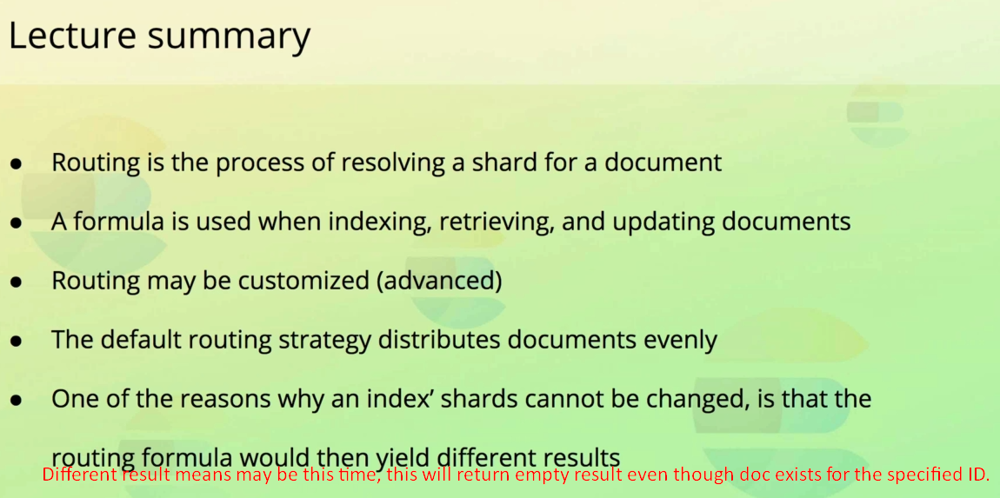 Lecture summary
● Routing is the process of resolving a shard for a document
● A formula is used when indexing, retrieving, and updating documents
● Routing may be customized (advanced)
● The default routing strategy distributes documents evenly
● One of the reasons why an index’ shards cannot be changed, is that the
routing formula would then yield different results
Different result means may be this time, this will return empty result even though doc exists for the specified ID.